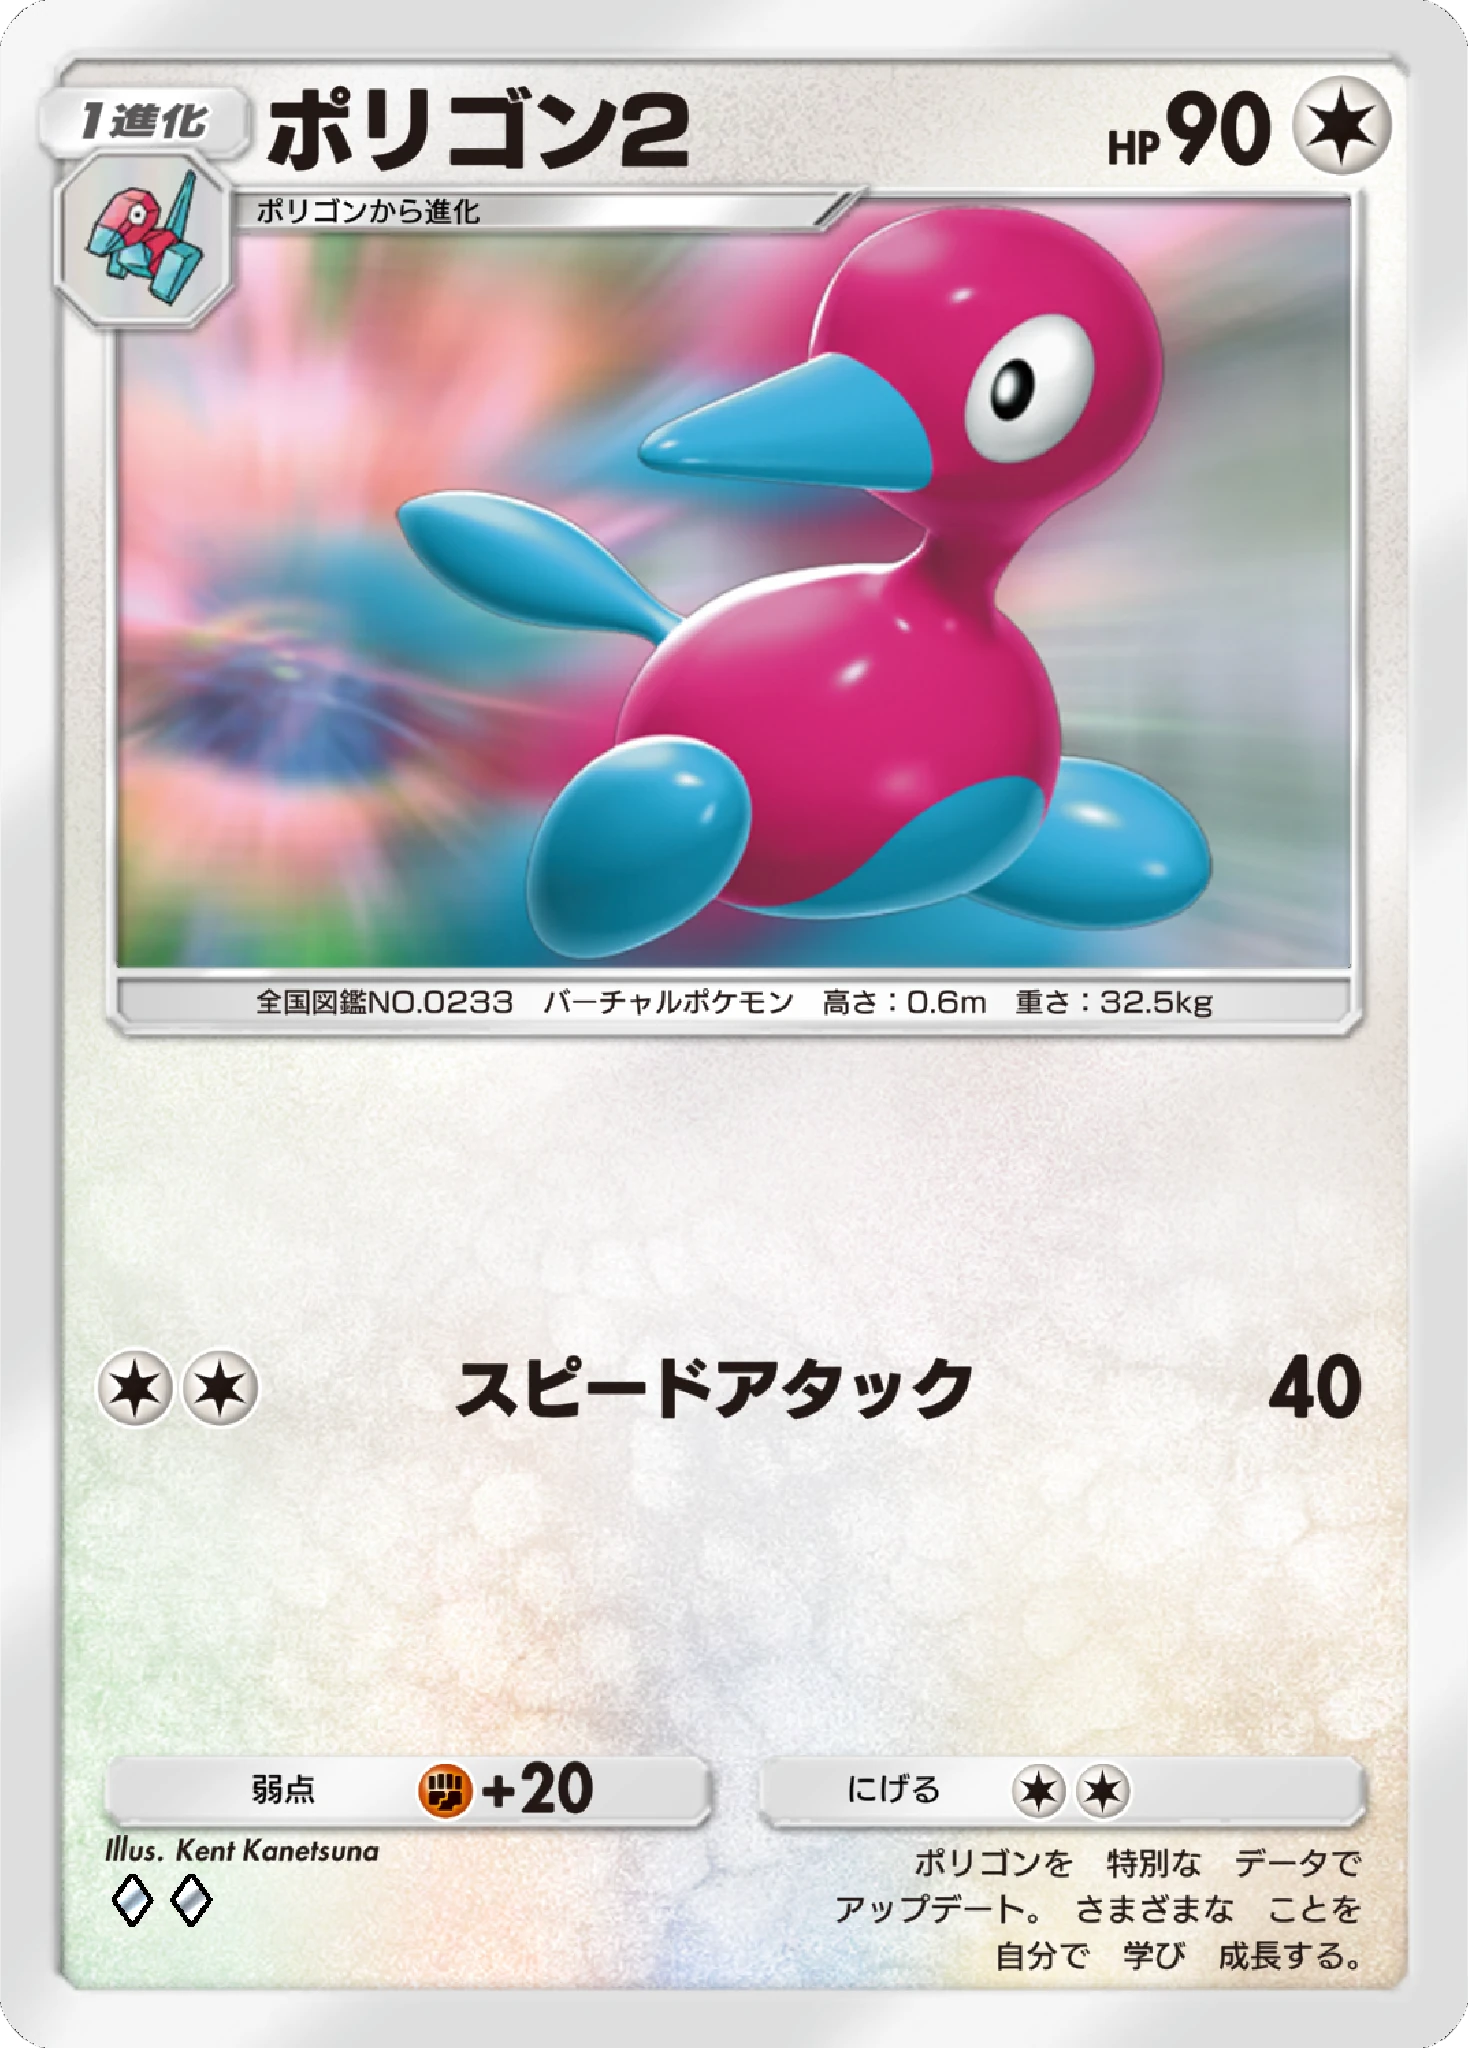 1進化
ポリゴン2
HP 90
ポリゴンから進化
全国図鑑NO.0233 バーチャルポケモン 高さ：0.6m 重さ：32.5kg
スピードアタック 40
弱点 +20
にげる
Illus. Kent Kanetsuna
ポリゴンを 特別な データで
アップデート。 さまざまな ことを
自分で 学び 成長する。